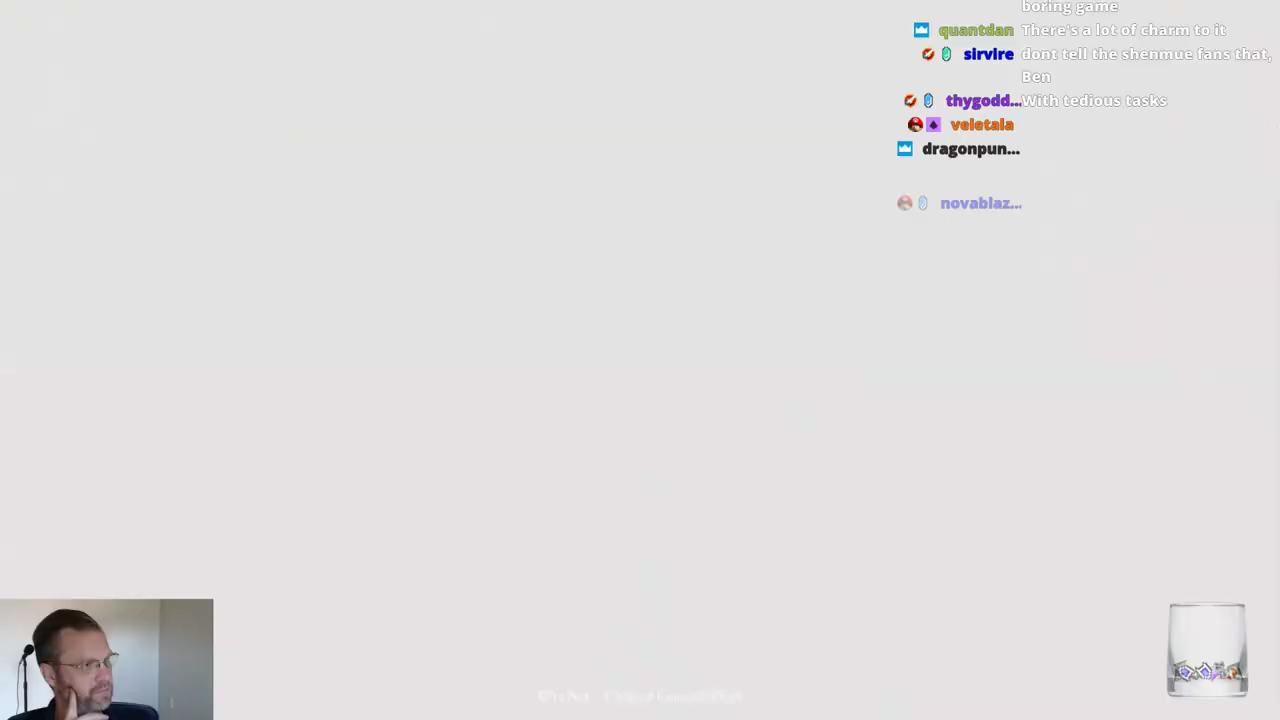 boring game
quantdan There's a lot of charm to it
sirvire dont tell the shenmue fans that,
Ben
thygodd... With tedious tasks
veletala
dragonpun...
novablaz...